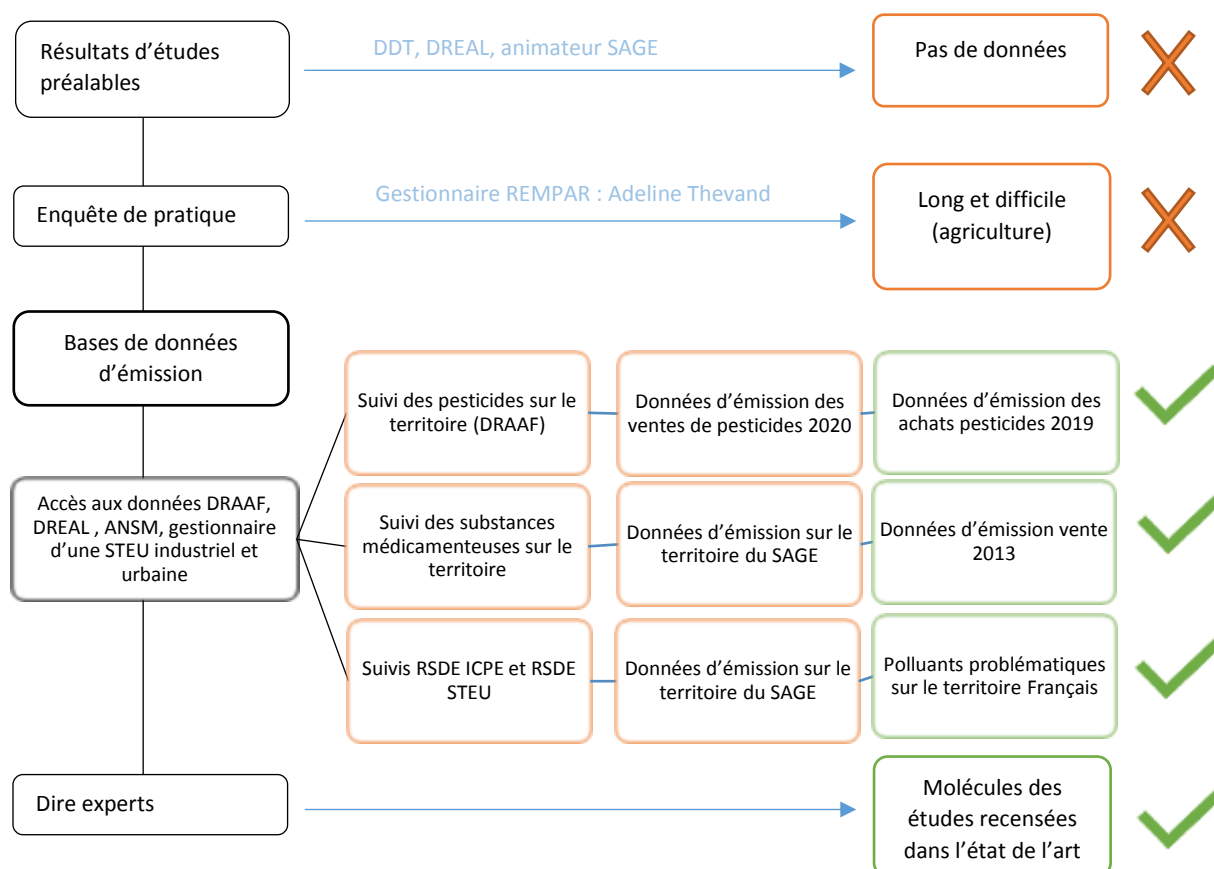 Résultats d'études
préalables
DDT, DREAL, animateur SAGE
Pas de données
Enquête de pratique
Gestionnaire REMPAR : Adeline Thevand
Long et difficile
(agriculture)
Bases de données
d'émission
Accès aux données DRAAF,
DREAL , ANSM, gestionnaire
d'une STEU industriel et
urbaine
Suivi des pesticides sur le
territoire (DRAAF)
Données d'émission des
ventes de pesticides 2020
Données d'émission des
achats pesticides 2019
Suivi des substances
médicamenteuses sur le
territoire
Données d'émission sur le
territoire du SAGE
Données d'émission vente
2013
Suivis RSDE ICPE et RSDE
STEU
Données d'émission sur le
territoire du SAGE
Polluants problématiques
sur le territoire Français
Dire experts
Molécules des
études recensées
dans l'état de l'art